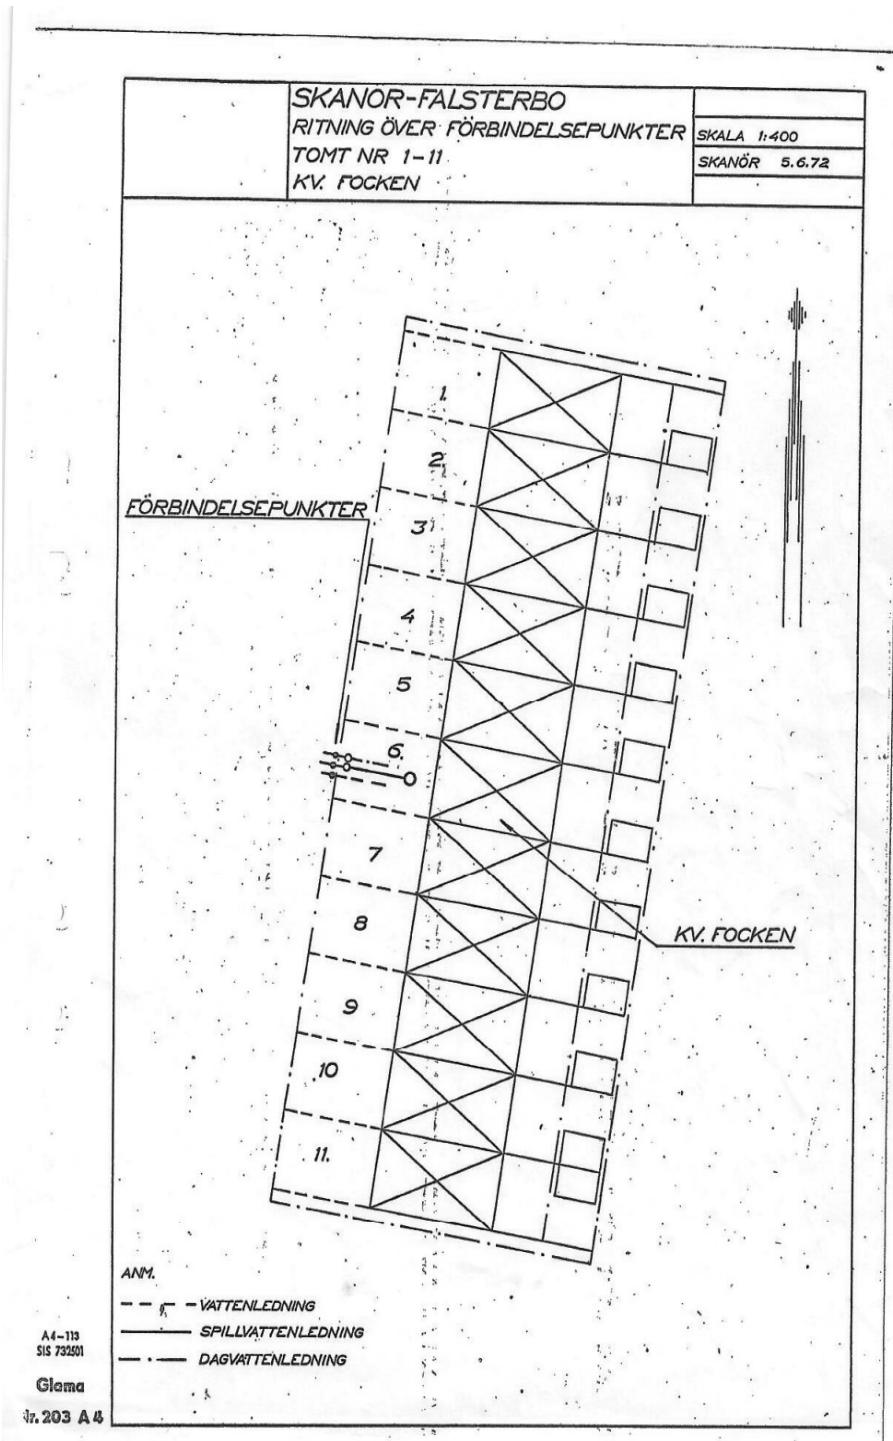 SKANÖR-FALSTERBO
RITNING ÖVER FÖRBINDELSEPUNKTER
TOMT NR 1-11
KV. FOCKEN
SKALA 1:400
SKANÖR 5.6.72
1.
2.
3
FÖRBINDELSEPUNKTER
4
5
6.
7
8
KV. FOCKEN
9
10
11.
ANM.
VATTENLEDNING
SPILLVATTENLEDNING
DAGVATTENLEDNING
A4-113
SIS 732501
Glama
Nr. 203 A4